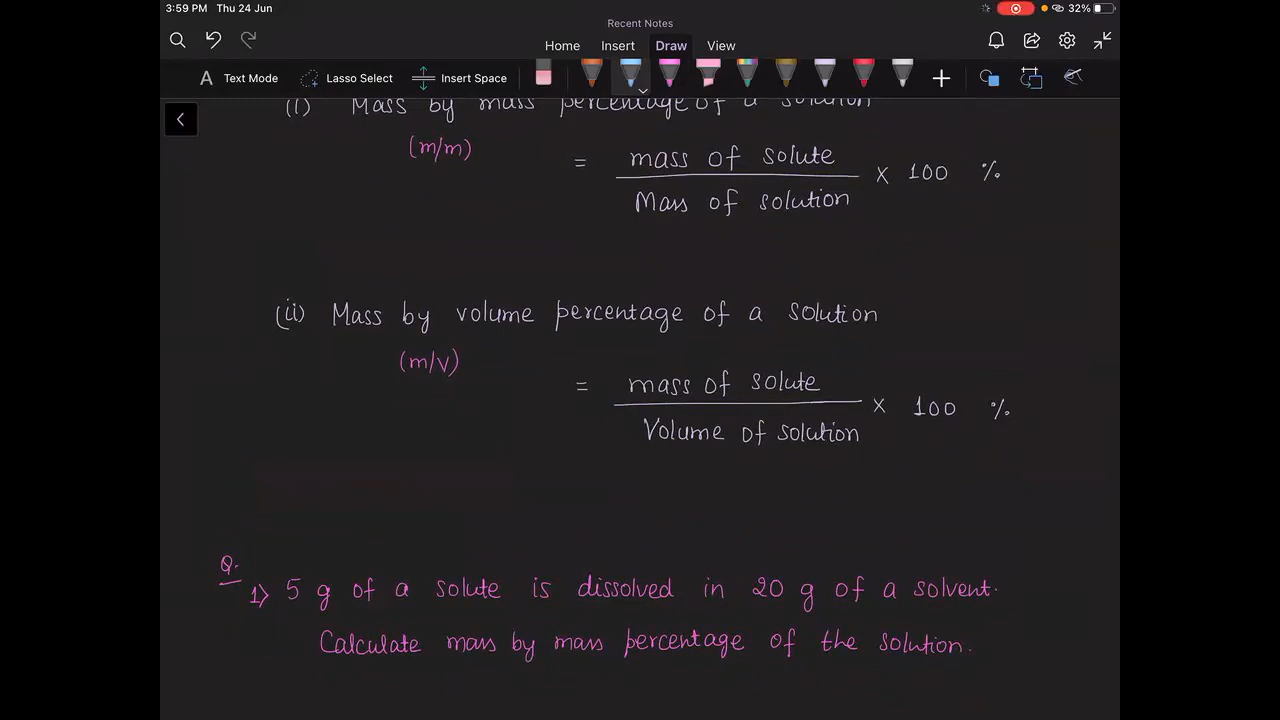 3:59 PM Thu 24 Jun
32%
Recent Notes
Home Insert Draw View
A Text Mode Lasso Select Insert Space
(i) Mass by mass percentage of a solution
(m/m)
= mass of solute
Mass of solution
× 100 %
(ii) Mass by volume percentage of a solution
(m/v)
= mass of solute
Volume of solution
× 100 %
Q.
1) 5 g of a solute is dissolved in 20 g of a solvent.
Calculate mass by mass percentage of the solution.